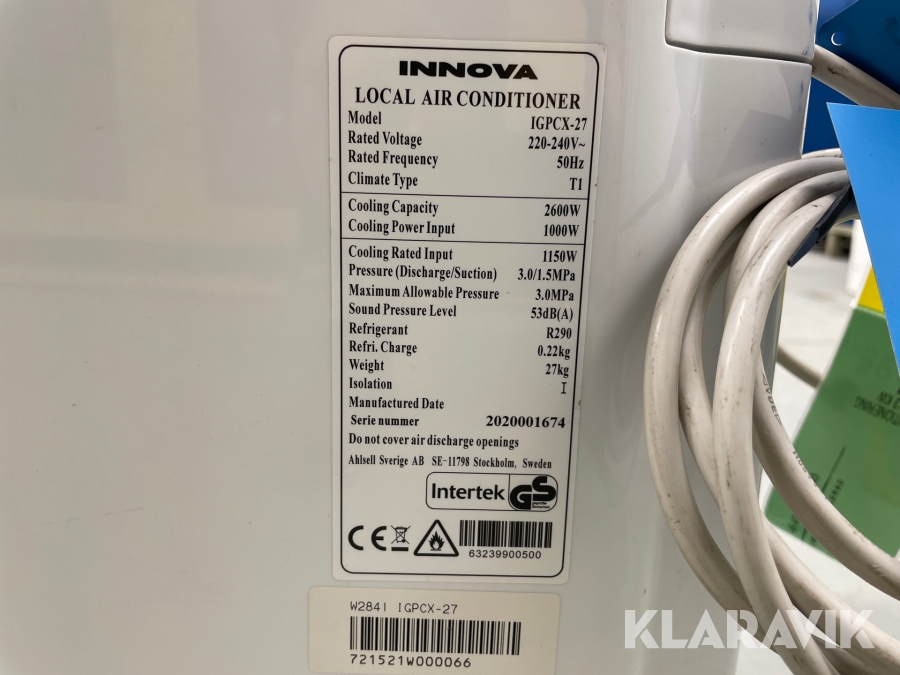 INNOVA
LOCAL AIR CONDITIONER
Model IGPCX-27
Rated Voltage 220-240V~
Rated Frequency 50Hz
Climate Type T1
Cooling Capacity 2600W
Cooling Power Input 1000W
Cooling Rated Input 1150W
Pressure (Discharge/Suction) 3.0/1.5MPa
Maximum Allowable Pressure 3.0MPa
Sound Pressure Level 53dB(A)
Refrigerant R290
Refri. Charge 0.22kg
Weight 27kg
Isolation I
Manufactured Date
Serie nummer 2020001674
Do not cover air discharge openings
Ahlsell Sverige AB SE-11798 Stockholm, Sweden
Intertek GS
CE
63239900500
W2841 IGPCX-27
721521W000066
KLARAVIK